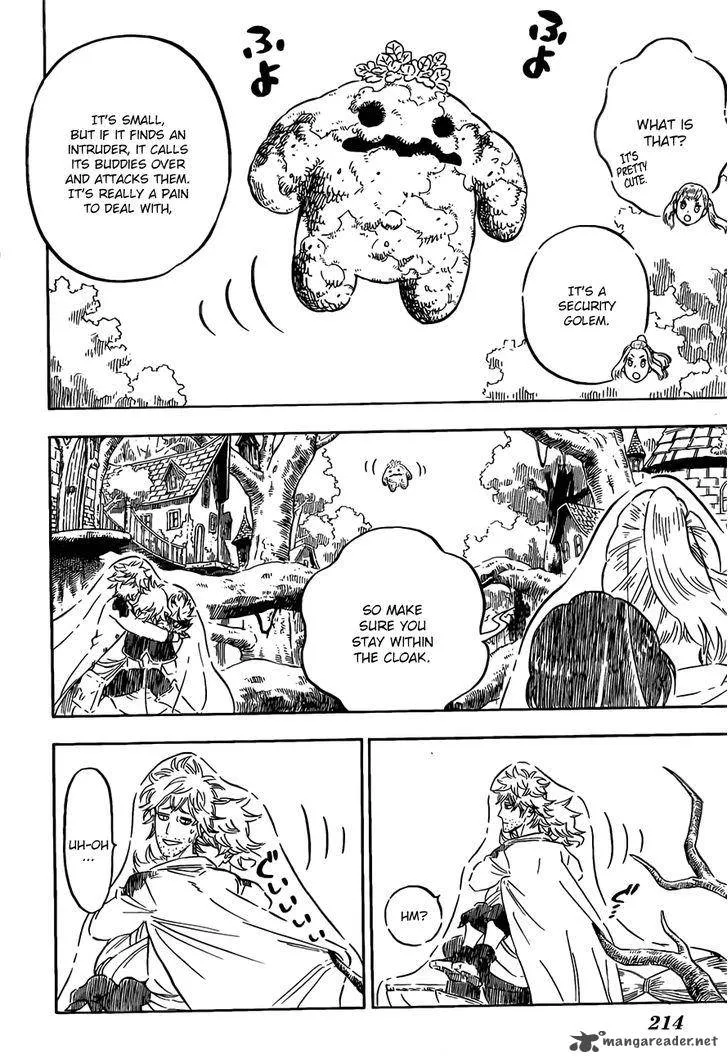 WHAT IS
THAT?
IT'S
PRETTY
CUTE.
IT'S A
SECURITY
GOLEM.
ふよ
ふよ
IT'S SMALL,
BUT IF IT FINDS AN
INTRUDER, IT CALLS
ITS BUDDIES OVER
AND ATTACKS THEM.
IT'S REALLY A PAIN
TO DEAL WITH,
SO MAKE
SURE YOU
STAY WITHIN
THE CLOAK.
HM?
UH-OH
...
214
mangareader.net